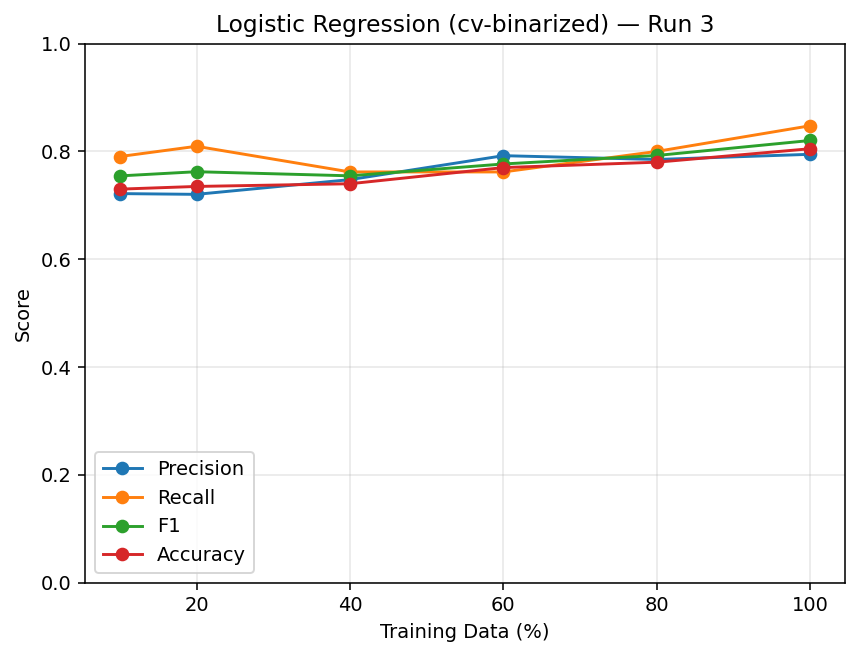 Logistic Regression (cv-binarized) — Run 3
1.0
0.8
0.6
0.4
0.2
0.0
Score
Precision
Recall
F1
Accuracy
20 40 60 80 100
Training Data (%)